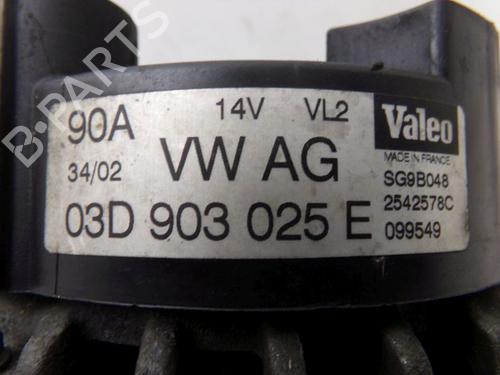 90A 14V VL2 Valeo
34/02 VW AG MADE IN FRANCE
SG9B048
03D 903 025 E 2542578C
099549
B-PARTS